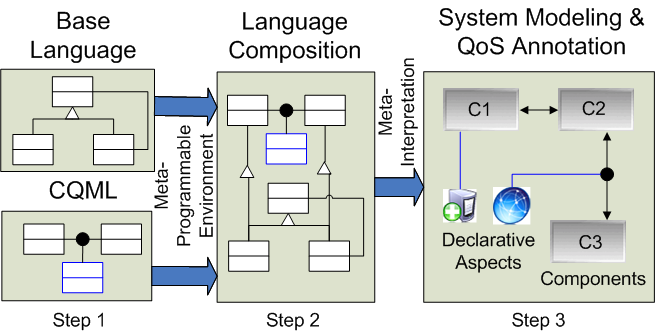 Base
Language
CQML
Step 1
Meta-
Programmable
Environment
Language
Composition
Step 2
Meta-
Interpretation
System Modeling &
QoS Annotation
C1
C2
C3
Declarative
Aspects
Components
Step 3